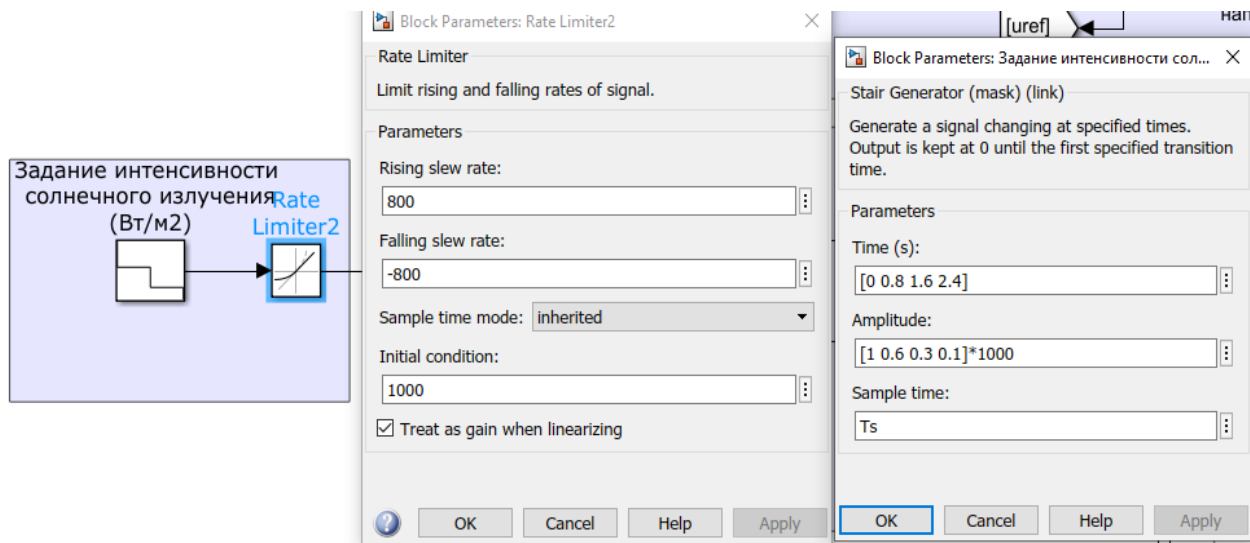 Задание интенсивности
солнечного излучения
(Вт/м2)
Rate
Limiter2
Block Parameters: Rate Limiter2
Rate Limiter
Limit rising and falling rates of signal.
Parameters
Rising slew rate:
800
Falling slew rate:
-800
Sample time mode: inherited
Initial condition:
1000
Treat as gain when linearizing
OK Cancel Help Apply
[uref]
Block Parameters: Задание интенсивности сол...
Stair Generator (mask) (link)
Generate a signal changing at specified times.
Output is kept at 0 until the first specified transition
time.
Parameters
Time (s):
[0 0.8 1.6 2.4]
Amplitude:
[1 0.6 0.3 0.1]*1000
Sample time:
Ts
OK Cancel Help Apply